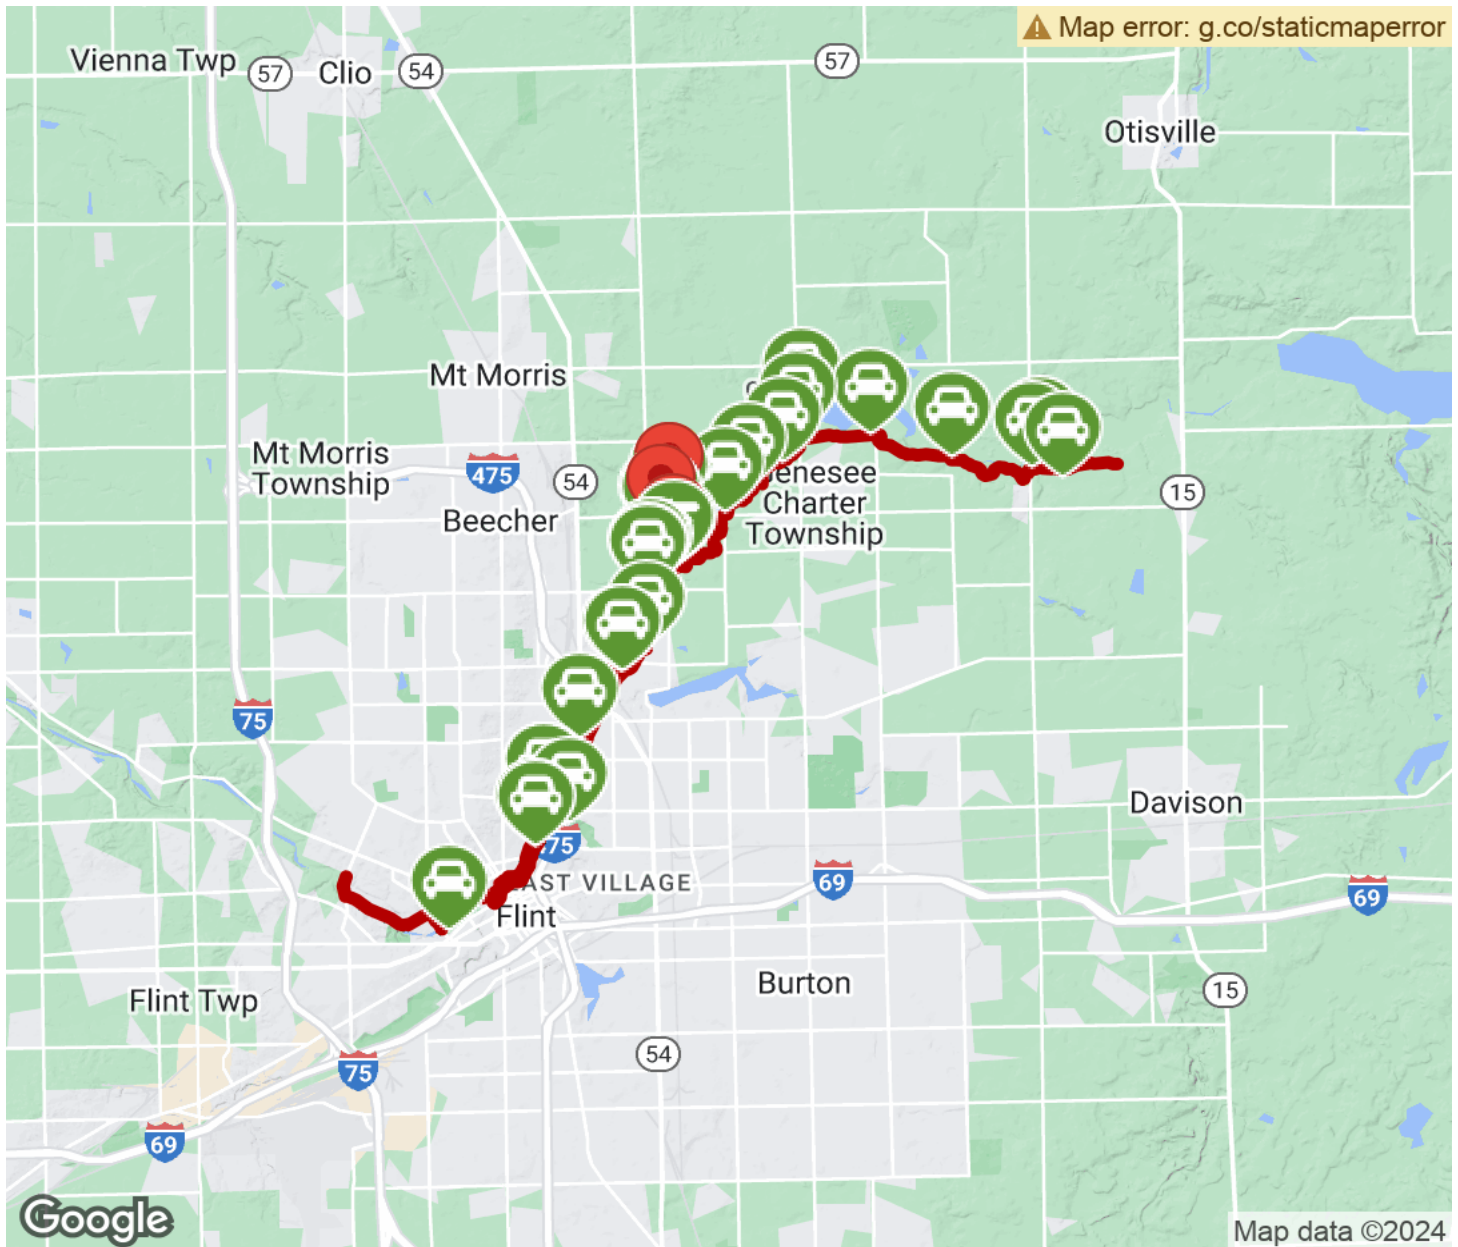 Map error: g.co/staticmaperror
Vienna Twp
57
Clio
54
57
Otisville
Mt Morris
Mt Morris
Township
475
54
Beecher
enesee
Charter
Township
15
75
Davison
75
AST VILLAGE
69
69
Flint
Flint Twp
Burton
15
54
75
69
Google
Map data ©2024